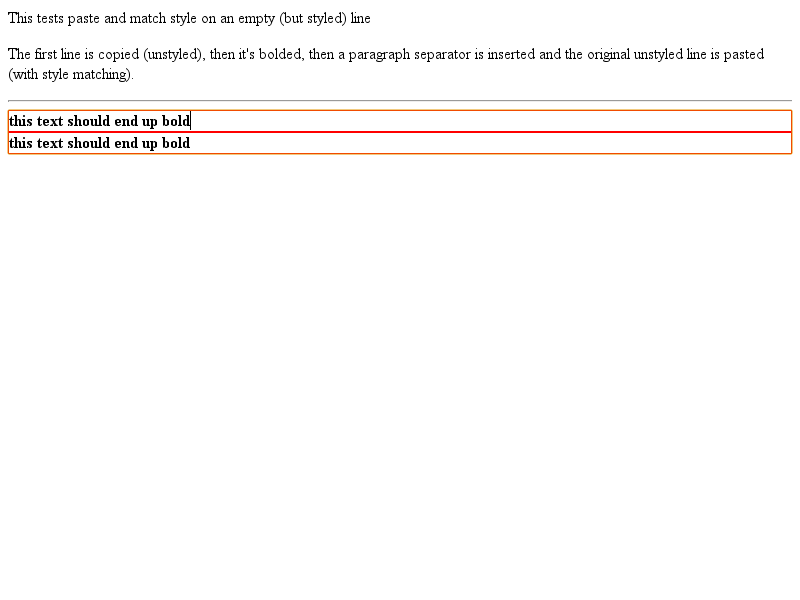 This tests paste and match style on an empty (but styled) line
The first line is copied (unstyled), then it's bolded, then a paragraph separator is inserted and the original unstyled line is pasted
(with style matching).
this text should end up bold
this text should end up bold